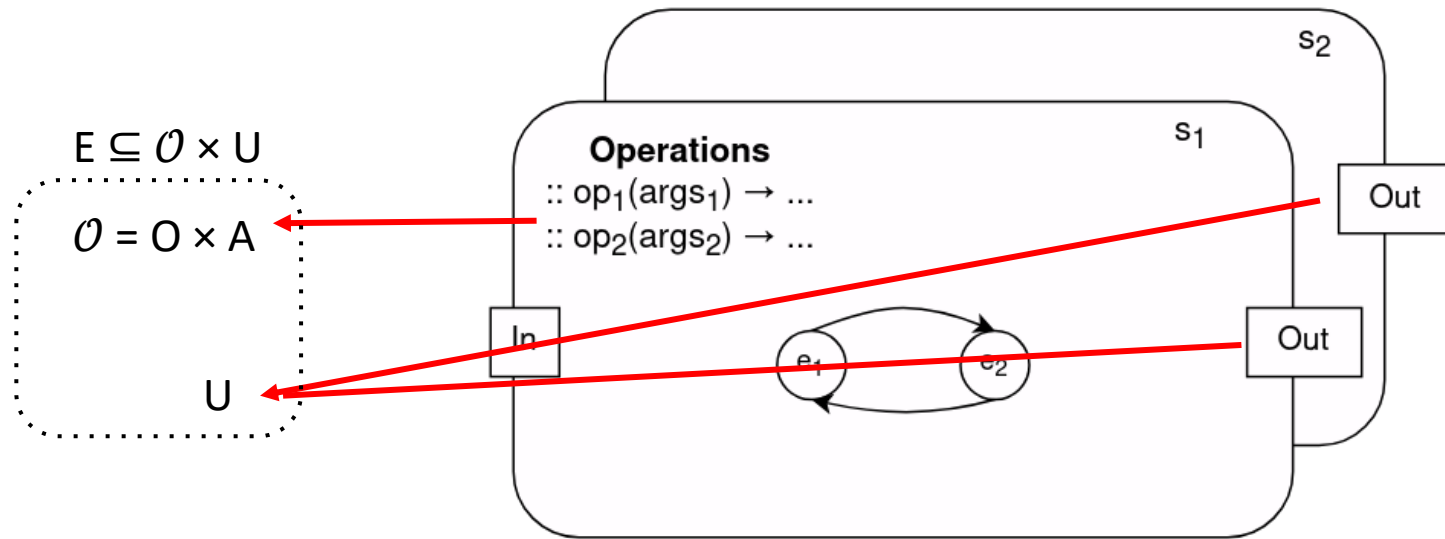 s₂
s₁
E ⊆ 𝒪 × U
Operations
:: op₁(args₁) → ...
𝒪 = O × A
:: op₂(args₂) → ...
Out
In
Out
e₁
e₂
U